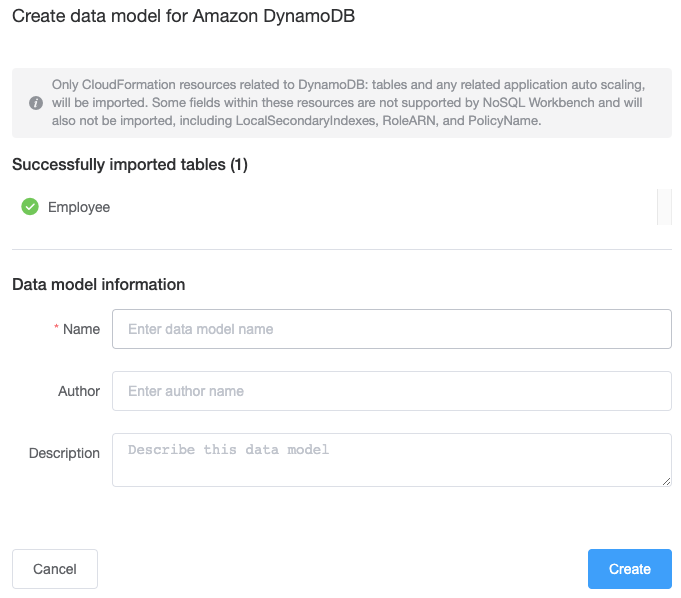 Create data model for Amazon DynamoDB
Only CloudFormation resources related to DynamoDB: tables and any related application auto scaling,
will be imported. Some fields within these resources are not supported by NoSQL Workbench and will
also not be imported, including LocalSecondaryIndexes, RoleARN, and PolicyName.
Successfully imported tables (1)
Employee
Data model information
* Name
Enter data model name
Author
Enter author name
Description
Describe this data model
Cancel
Create